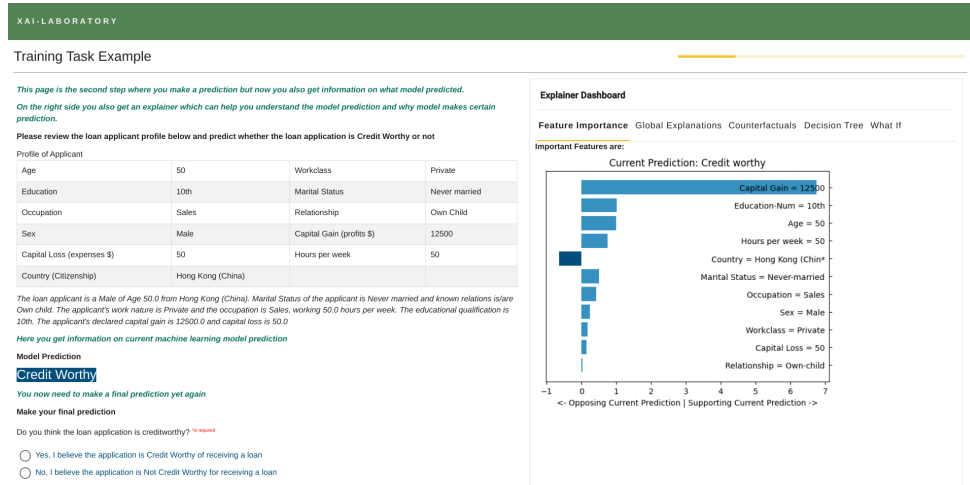 XAI-LABORATORY
Training Task Example
This page is the second step where you make a prediction but now you also get information on what model predicted.
On the right side you also get an explainer which can help you understand the model prediction and why model makes certain
prediction.
Please review the loan applicant profile below and predict whether the loan application is Credit Worthy or not
Profile of Applicant
Age 50 Workclass Private
Education 10th Marital Status Never married
Occupation Sales Relationship Own Child
Sex Male Capital Gain (profits $) 12500
Capital Loss (expenses $) 50 Hours per week 50
Country (Citizenship) Hong Kong (China)
The loan applicant is a Male of Age 50.0 from Hong Kong (China). Marital Status of the applicant is Never married and known relations is/are
Own child. The applicant's work nature is Private and the occupation is Sales, working 50.0 hours per week. The educational qualification is
10th. The applicant's declared capital gain is 12500.0 and capital loss is 50.0
Here you get information on current machine learning model prediction
Model Prediction
Credit Worthy
You now need to make a final prediction yet again
Make your final prediction
Do you think the loan application is creditworthy? *is required
Yes, I believe the application is Credit Worthy of receiving a loan
No, I believe the application is Not Credit Worthy for receiving a loan
Explainer Dashboard
Feature Importance Global Explanations Counterfactuals Decision Tree What If
Important Features are:
Current Prediction: Credit worthy
Capital Gain = 12500
Education-Num = 10th
Age = 50
Hours per week = 50
Country = Hong Kong (Chin*
Marital Status = Never-married
Occupation = Sales
Sex = Male
Workclass = Private
Capital Loss = 50
Relationship = Own-child
−1 0 1 2 3 4 5 6 7
<- Opposing Current Prediction | Supporting Current Prediction ->